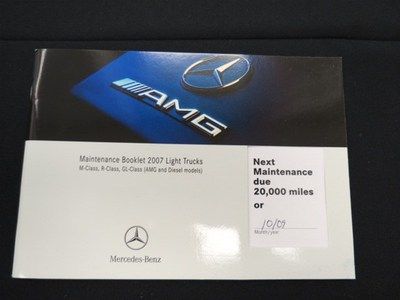 AMG
Maintenance Booklet 2007 Light Trucks
M-Class, R-Class, GL-Class (AMG and Diesel models)
Next
Maintenance
due
20,000 miles
or
10/09
Month/year
Mercedes-Benz